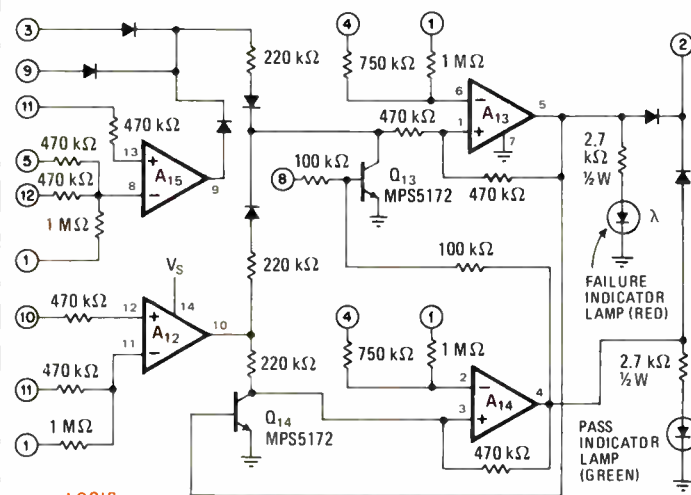 3
4
1
2
9
220 kΩ
750 kΩ
1 MΩ
6
A13
5
1
7
11
470 kΩ
470 kΩ
13
A15
9
8
5
470 kΩ
12
470 kΩ
1 MΩ
1
100 kΩ
8
Q13
MPS5172
470 kΩ
2.7
kΩ
½W
λ
FAILURE
INDICATOR
LAMP (RED)
VS
14
220 kΩ
100 kΩ
10
470 kΩ
12
A12
10
11
11
470 kΩ
1
1 MΩ
220 kΩ
Q14
MPS5172
4
1
750 kΩ
1 MΩ
2
A14
4
3
470 kΩ
2.7 kΩ
½W
PASS
INDICATOR
LAMP
(GREEN)